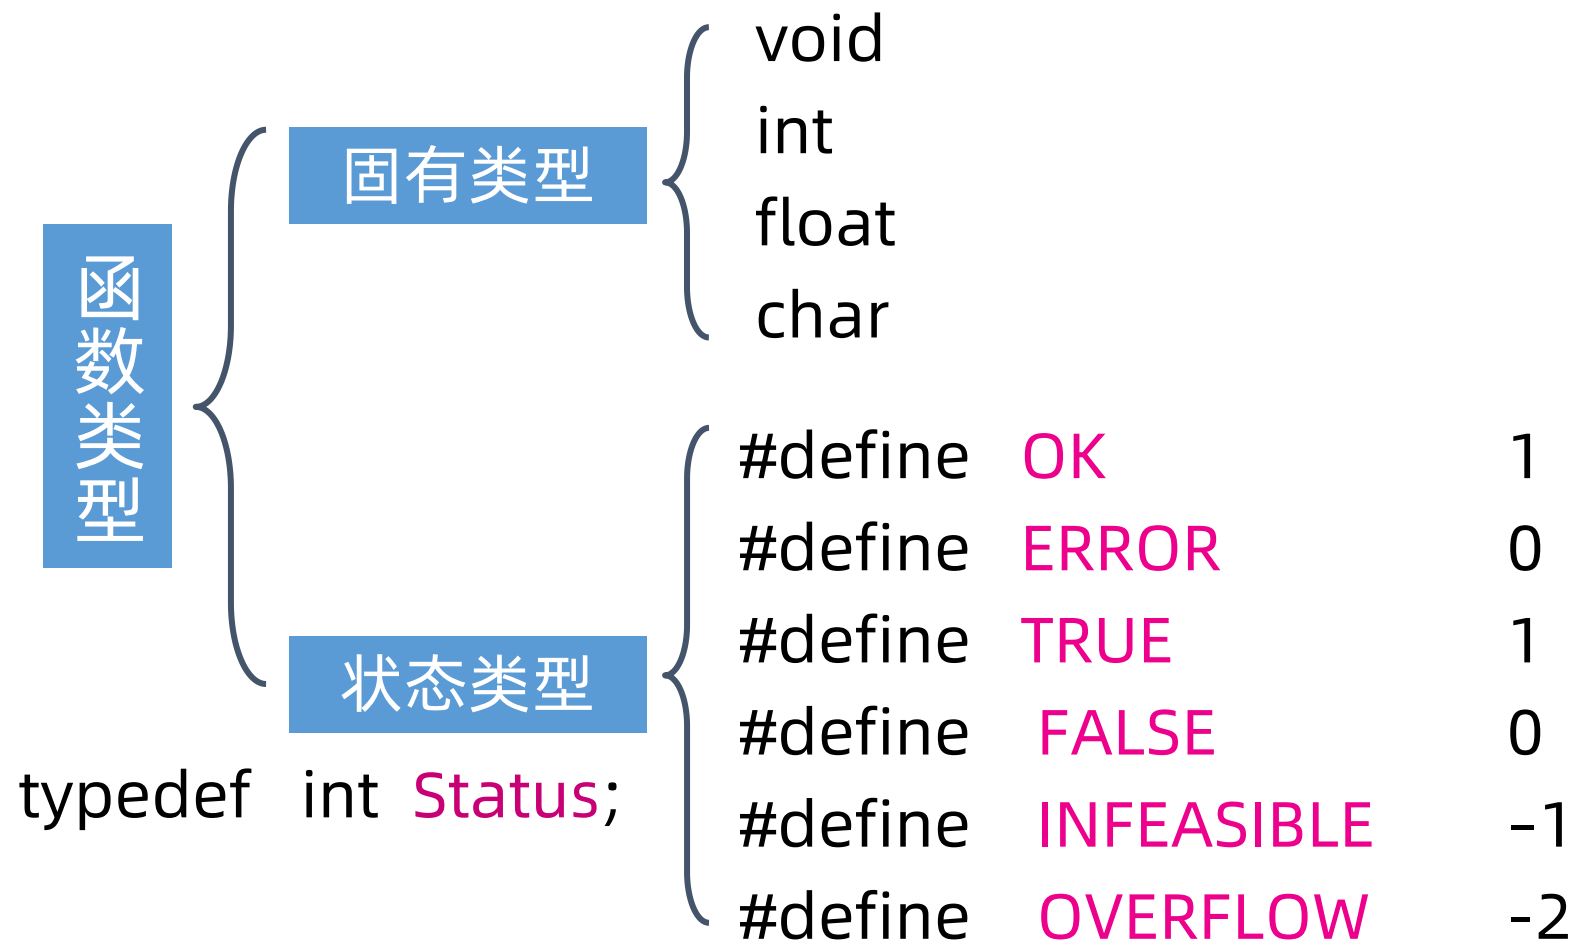 函数类型
固有类型
void
int
float
char
状态类型
typedef int Status;
#define OK 1
#define ERROR 0
#define TRUE 1
#define FALSE 0
#define INFEASIBLE -1
#define OVERFLOW -2